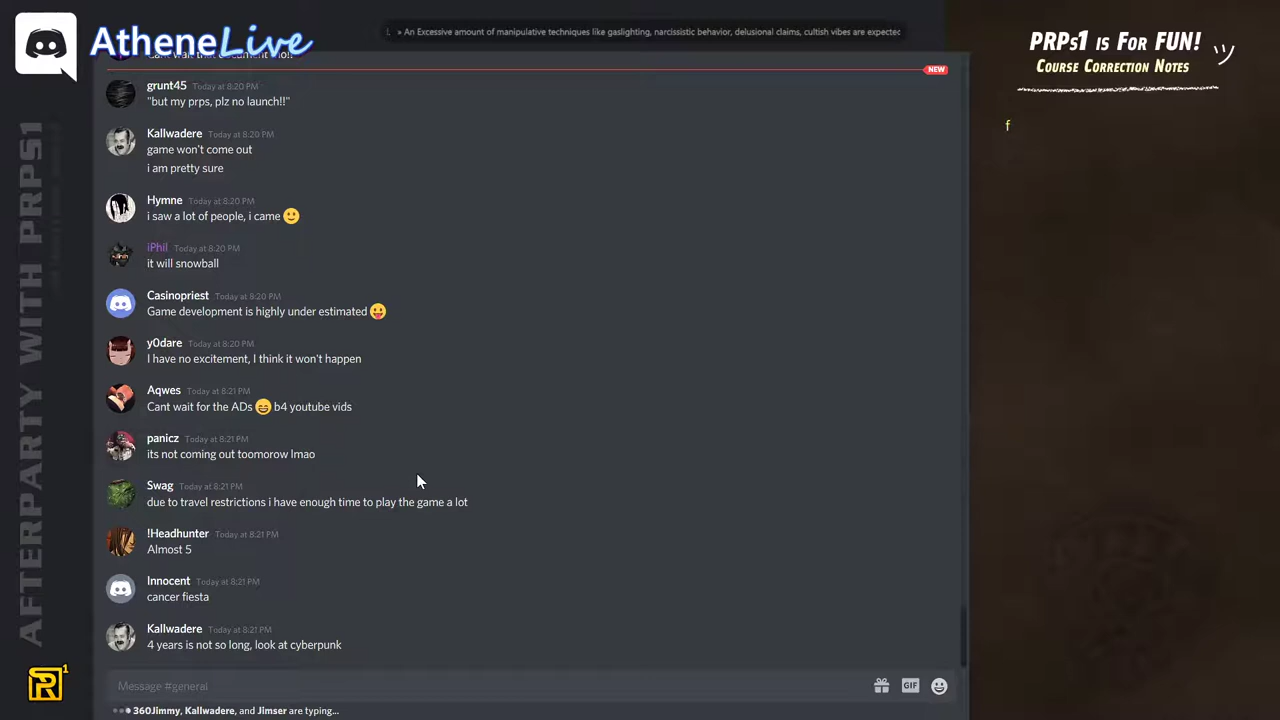 AtheneLive
» An Excessive amount of manipulative techniques like gaslighting, narcissistic behavior, delusional claims, cultish vibes are expected
PRPs1 is For FUN!
Course Correction Notes
f
NEW
grunt45 Today at 8:20 PM
"but my prps, plz no launch!!"
Kallwadere Today at 8:20 PM
game won't come out
i am pretty sure
Hymne Today at 8:20 PM
i saw a lot of people, i came 🙂
iPhil Today at 8:20 PM
it will snowball
Casinopriest Today at 8:20 PM
Game development is highly under estimated 😛
y0dare Today at 8:20 PM
I have no excitement, I think it won't happen
Aqwes Today at 8:21 PM
Cant wait for the ADs 😄 b4 youtube vids
panicz Today at 8:21 PM
its not coming out toomorow lmao
Swag Today at 8:21 PM
due to travel restrictions i have enough time to play the game a lot
!Headhunter Today at 8:21 PM
Almost 5
Innocent Today at 8:21 PM
cancer fiesta
Kallwadere Today at 8:21 PM
4 years is not so long, look at cyberpunk
Message #general
GIF
360Jimmy, Kallwadere, and Jimser are typing...
AFTERPARTY WITH PRPS1
R1